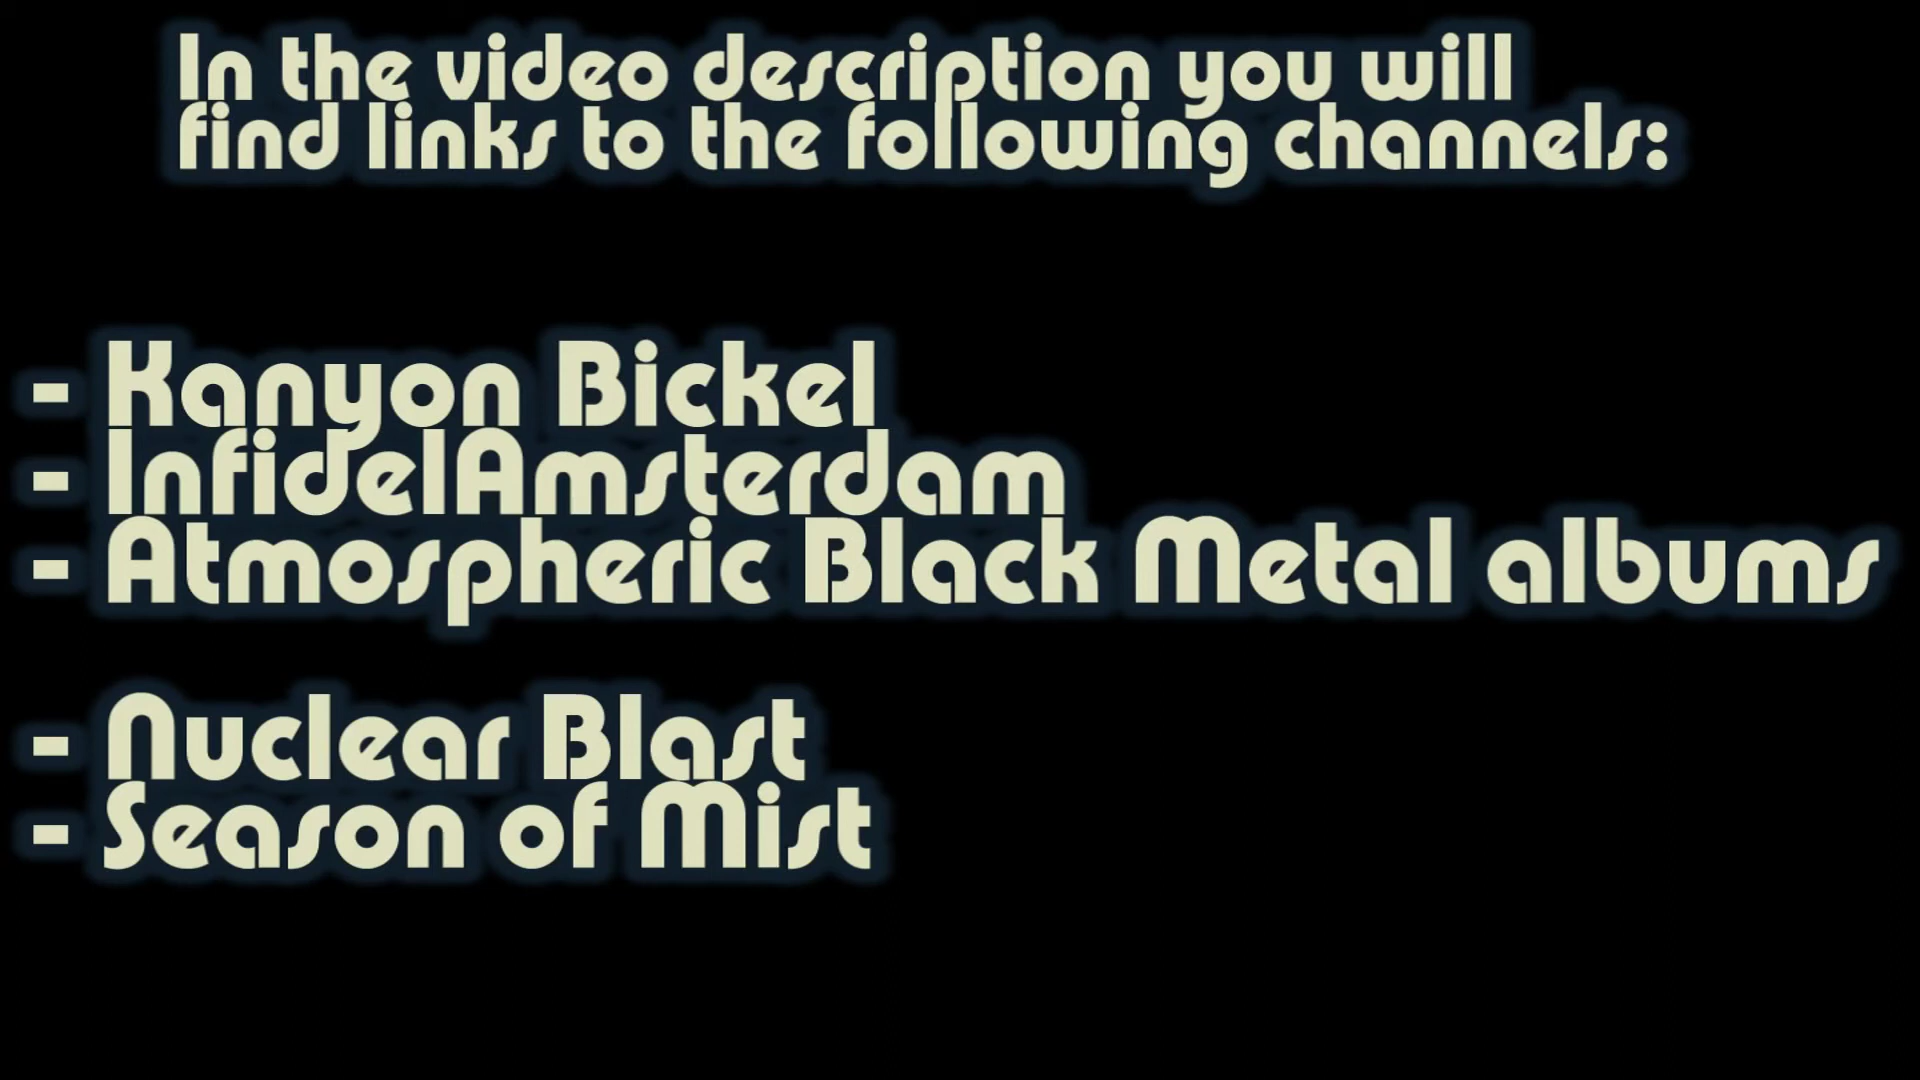 In the video description you will
find links to the following channels:
- Kanyon Bickel
- InfidelAmsterdam
- Atmospheric Black Metal albums
- Nuclear Blast
- Season of Mist